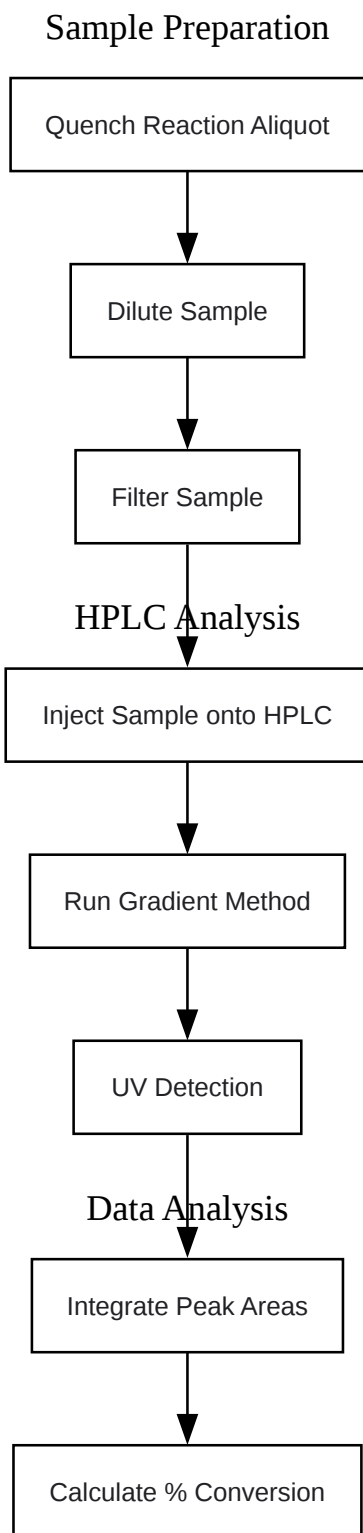 Sample Preparation
Quench Reaction Aliquot
Dilute Sample
Filter Sample
HPLC Analysis
Inject Sample onto HPLC
Run Gradient Method
UV Detection
Data Analysis
Integrate Peak Areas
Calculate % Conversion